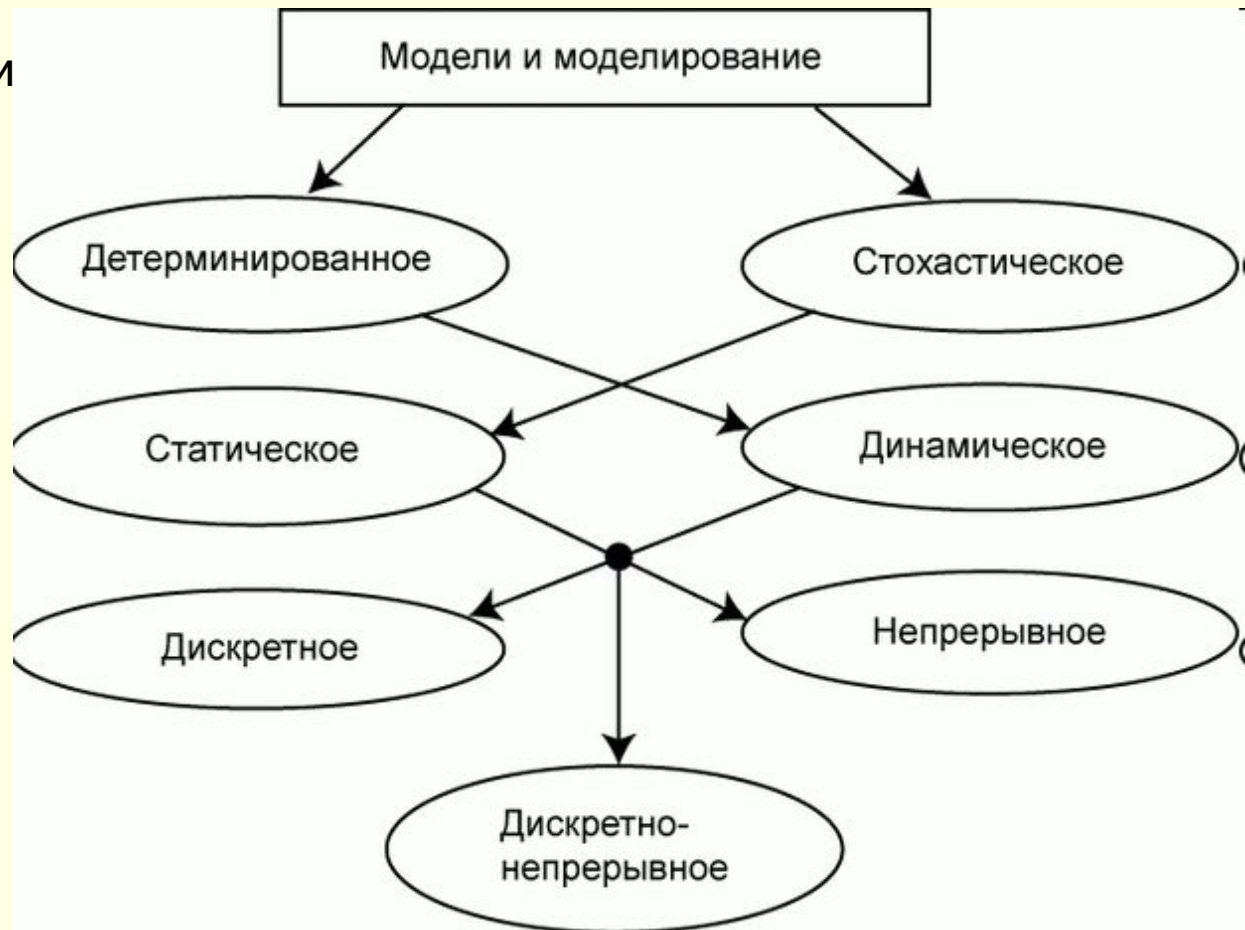 Модели и моделирование
и
Детерминированное
Стохастическое
Статическое
Динамическое
Дискретное
Непрерывное
Дискретно-
непрерывное